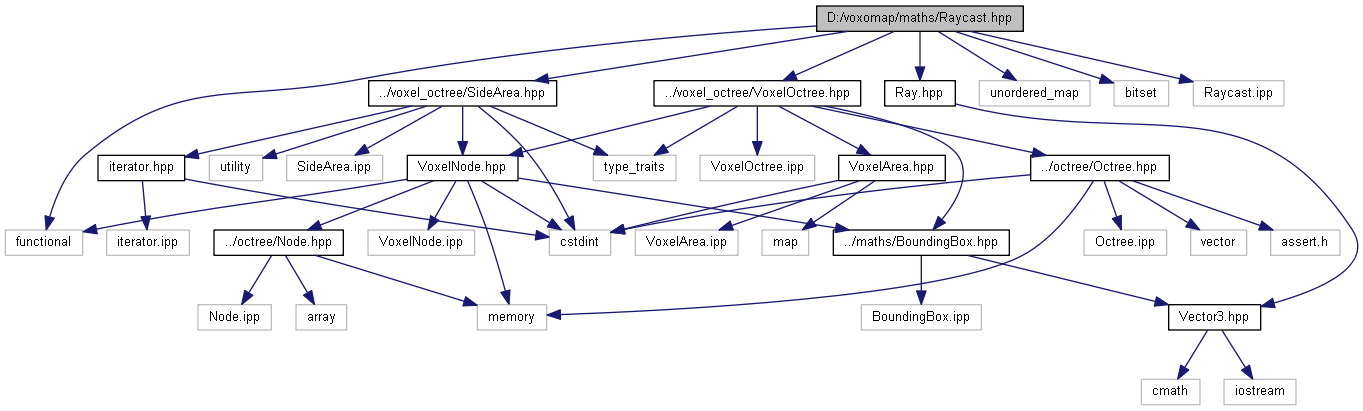 D:/voxomap/maths/Raycast.hpp
../voxel_octree/SideArea.hpp
../voxel_octree/VoxelOctree.hpp
Ray.hpp
unordered_map
bitset
Raycast.ipp
iterator.hpp
utility
SideArea.ipp
VoxelNode.hpp
type_traits
VoxelOctree.ipp
VoxelArea.hpp
../octree/Octree.hpp
functional
iterator.ipp
../octree/Node.hpp
VoxelNode.ipp
cstdint
VoxelArea.ipp
map
../maths/BoundingBox.hpp
Octree.ipp
vector
assert.h
Node.ipp
array
memory
BoundingBox.ipp
Vector3.hpp
cmath
iostream